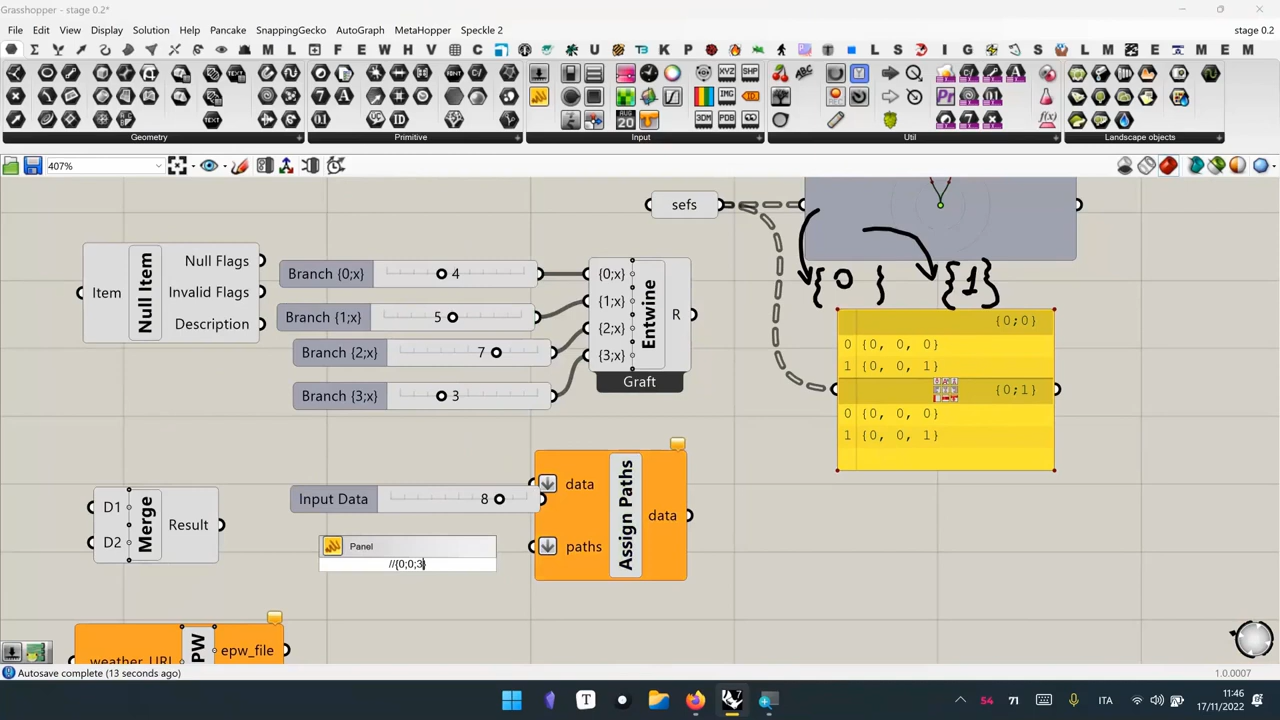 Grasshopper - stage 0.2*
File Edit View Display Solution Help Pancake SnappingGecko AutoGraph MetaHopper Speckle 2
stage 0.2*
Geometry Primitive Input Util Landscape objects
407%
sefs
Null Item
Item
Null Flags
Invalid Flags
Description
Branch {0;x} 4
Branch {1;x} 5
Branch {2;x} 7
Branch {3;x} 3
{0;x}
{1;x}
{2;x}
{3;x}
Entwine
R
Graft
{0 }
{1}
{0;0}
0 {0, 0, 0}
1 {0, 0, 1}
{0;1}
0 {0, 0, 0}
1 {0, 0, 1}
D1
D2
Merge
Result
Input Data 8
Panel
//{0;0;3}
data
paths
Assign Paths
data
weather_URL
PW
epw_file
Autosave complete (13 seconds ago)
1.0.0007
54 71 ITA
11:46
17/11/2022